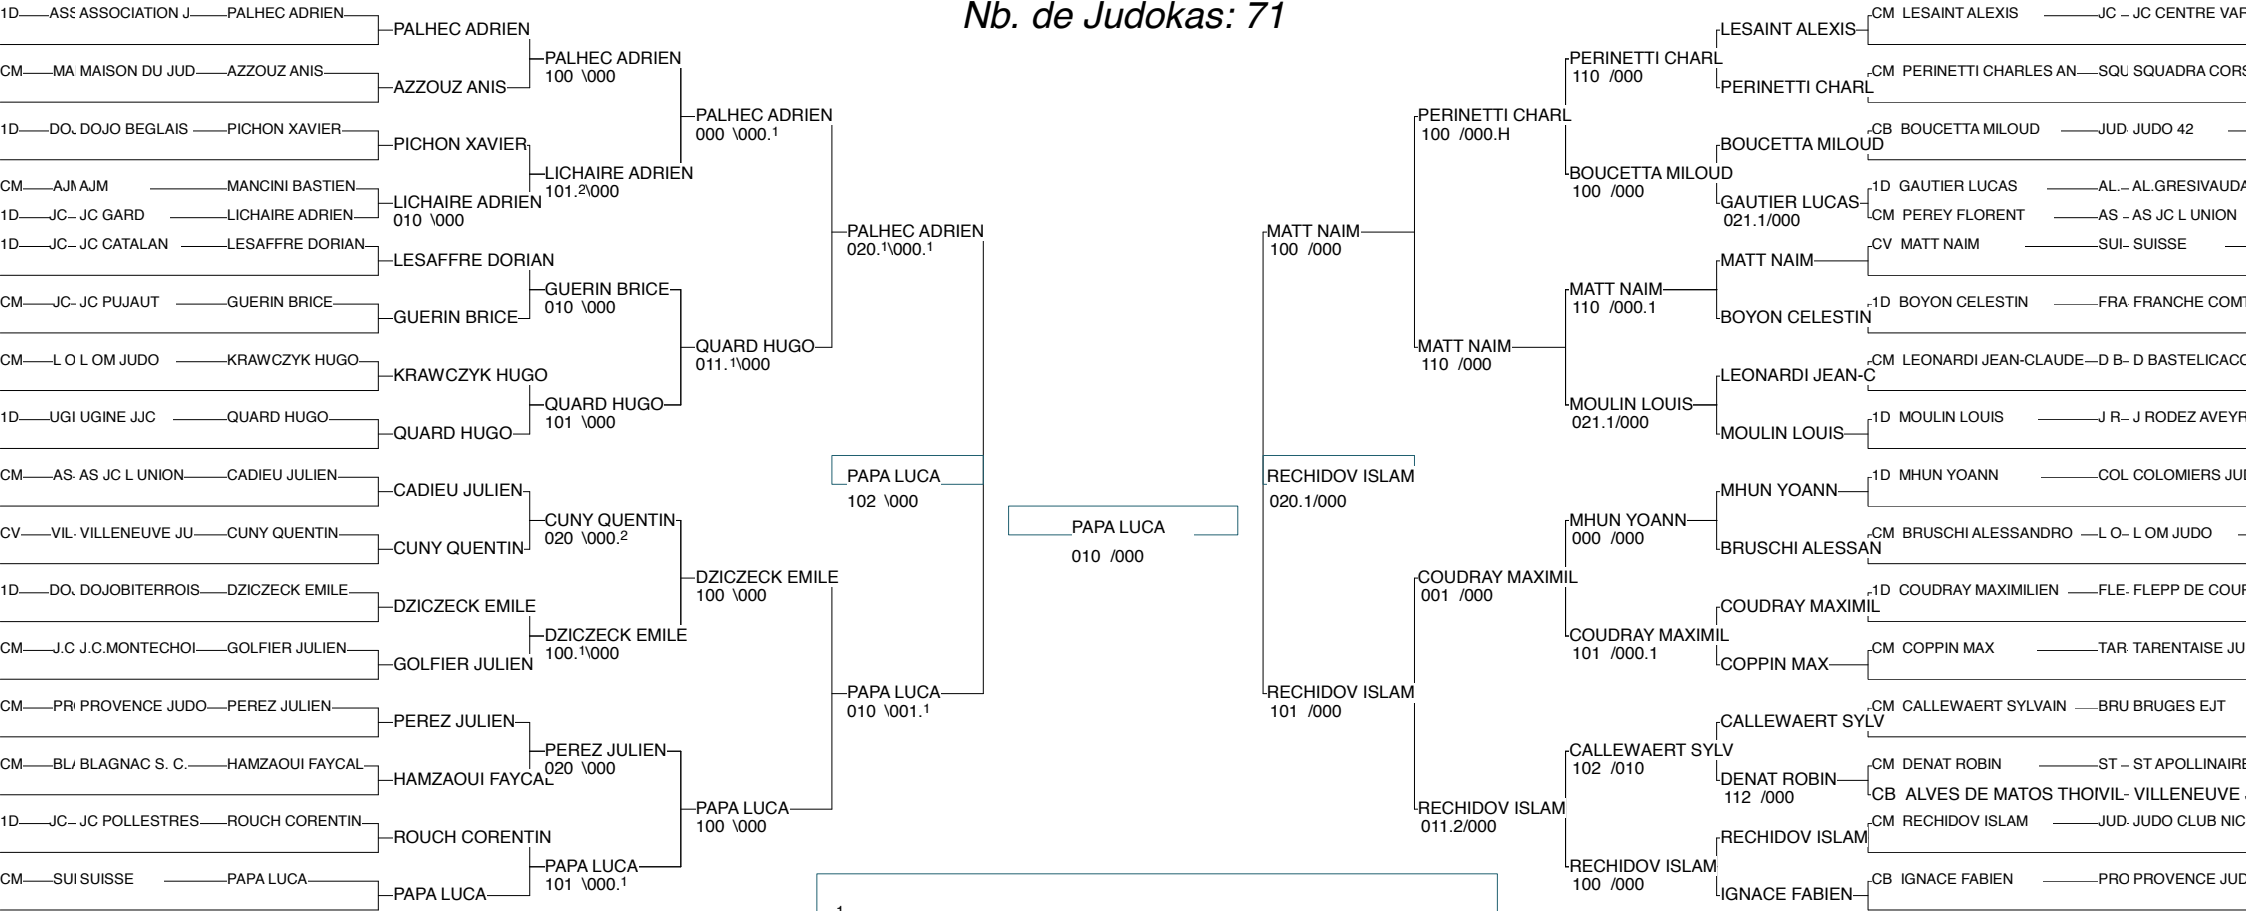 Nb. de Judokas: 71
1D ASS ASSOCIATION J PALHEC ADRIEN
CM MA MAISON DU JUD AZZOUZ ANIS
1D DOJ DOJO BEGLAIS PICHON XAVIER
CM AJM AJM MANCINI BASTIEN
1D JC JC GARD LICHAIRE ADRIEN
1D JC JC CATALAN LESAFFRE DORIAN
CM JC JC PUJAUT GUERIN BRICE
CM L O L OM JUDO KRAWCZYK HUGO
1D UGI UGINE JJC QUARD HUGO
CM AS AS JC L UNION CADIEU JULIEN
CV VIL VILLENEUVE JU CUNY QUENTIN
1D DOJ DOJOBITERROIS DZICZECK EMILE
CM J.C J.C.MONTECHOI GOLFIER JULIEN
CM PR PROVENCE JUDO PEREZ JULIEN
CM BLA BLAGNAC S. C. HAMZAOUI FAYCAL
1D JC JC POLLESTRES ROUCH CORENTIN
CM SUI SUISSE PAPA LUCA
PALHEC ADRIEN
AZZOUZ ANIS
PICHON XAVIER
LICHAIRE ADRIEN
010 \000
LESAFFRE DORIAN
GUERIN BRICE
KRAWCZYK HUGO
QUARD HUGO
CADIEU JULIEN
CUNY QUENTIN
DZICZECK EMILE
GOLFIER JULIEN
PEREZ JULIEN
HAMZAOUI FAYCAL
ROUCH CORENTIN
PAPA LUCA
PALHEC ADRIEN
100 \000
LICHAIRE ADRIEN
101.2\000
GUERIN BRICE
010 \000
QUARD HUGO
101 \000
CUNY QUENTIN
020 \000.2
DZICZECK EMILE
100.1\000
PEREZ JULIEN
020 \000
PAPA LUCA
101 \000.1
PALHEC ADRIEN
000 \000.1
QUARD HUGO
011.1\000
DZICZECK EMILE
100 \000
PAPA LUCA
100 \000
PALHEC ADRIEN
020.1\000.1
PAPA LUCA
102 \000
PAPA LUCA
010 \001.1
PAPA LUCA
010 /000
1
MATT NAIM
100 /000
RECHIDOV ISLAM
020.1/000
RECHIDOV ISLAM
101 /000
PERINETTI CHARL
100 /000.H
MATT NAIM
110 /000
COUDRAY MAXIMIL
001 /000
RECHIDOV ISLAM
011.2/000
PERINETTI CHARL
110 /000
BOUCETTA MILOUD
100 /000
MATT NAIM
110 /000.1
MOULIN LOUIS
021.1/000
MHUN YOANN
000 /000
COUDRAY MAXIMIL
101 /000.1
CALLEWAERT SYLV
102 /010
RECHIDOV ISLAM
100 /000
LESAINT ALEXIS
PERINETTI CHARL
BOUCETTA MILOUD
GAUTIER LUCAS
021.1/000
MATT NAIM
BOYON CELESTIN
LEONARDI JEAN-C
MOULIN LOUIS
MHUN YOANN
BRUSCHI ALESSAN
COUDRAY MAXIMIL
COPPIN MAX
CALLEWAERT SYLV
DENAT ROBIN
112 /000
RECHIDOV ISLAM
IGNACE FABIEN
CM LESAINT ALEXIS JC JC CENTRE VAR
CM PERINETTI CHARLES AN SQU SQUADRA CORS
CB BOUCETTA MILOUD JUD JUDO 42
1D GAUTIER LUCAS AL. AL.GRESIVAUDA
CM PEREY FLORENT AS AS JC L UNION
CV MATT NAIM SUI SUISSE
1D BOYON CELESTIN FRA FRANCHE COMT
CM LEONARDI JEAN-CLAUDE D B D BASTELICACC
1D MOULIN LOUIS J R J RODEZ AVEYR
1D MHUN YOANN COL COLOMIERS JUD
CM BRUSCHI ALESSANDRO L O L OM JUDO
1D COUDRAY MAXIMILIEN FLE FLEPP DE COUR
CM COPPIN MAX TAR TARENTAISE JU
CM CALLEWAERT SYLVAIN BRU BRUGES EJT
CM DENAT ROBIN ST ST APOLLINAIRE
CB ALVES DE MATOS THOM VIL VILLENEUVE
CM RECHIDOV ISLAM JUD JUDO CLUB NIC
CB IGNACE FABIEN PRO PROVENCE JUD